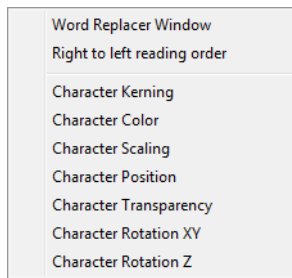 Word Replacer Window
Right to left reading order
Character Kerning
Character Color
Character Scaling
Character Position
Character Transparency
Character Rotation XY
Character Rotation Z